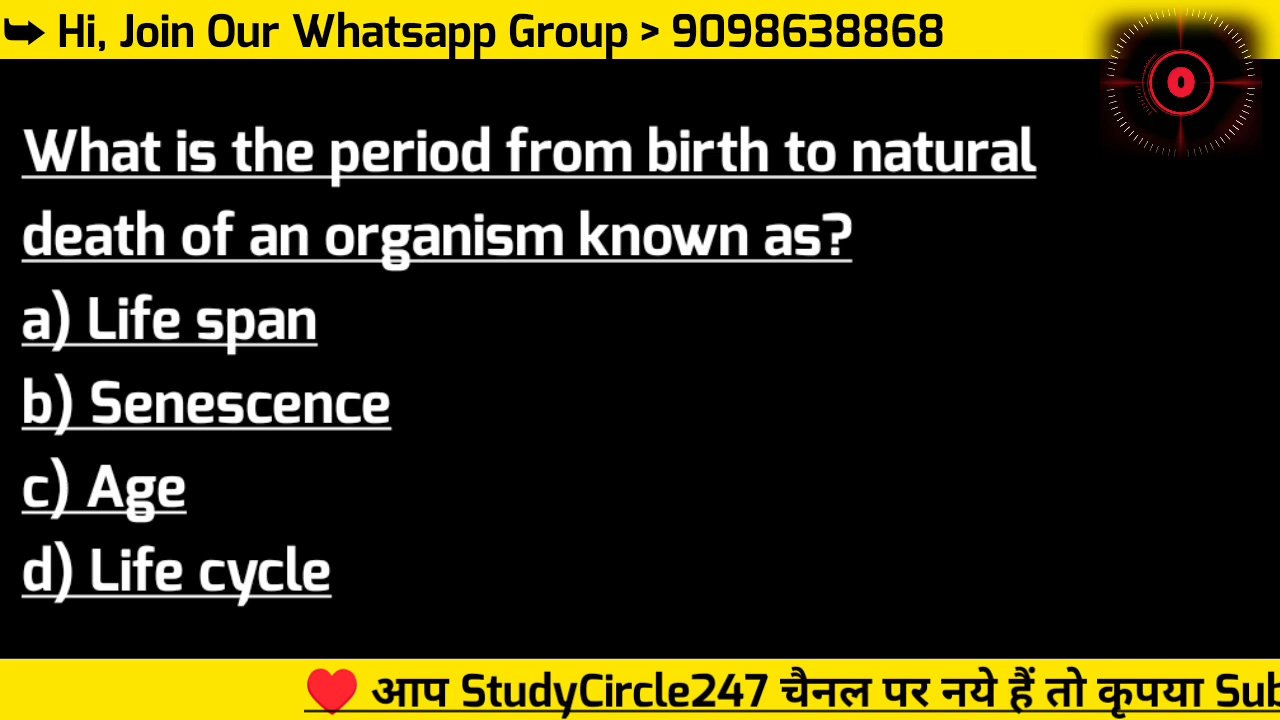 ➥ Hi, Join Our Whatsapp Group > 9098638868
0
What is the period from birth to natural
death of an organism known as?
a) Life span
b) Senescence
c) Age
d) Life cycle
❤️ आप StudyCircle247 चैनल पर नये हैं तो कृपया Sub